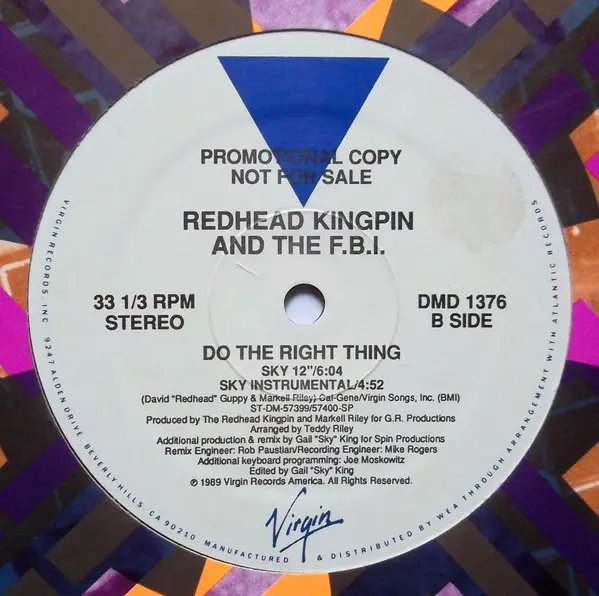 PROMOTIONAL COPY
NOT FOR SALE
REDHEAD KINGPIN
AND THE F.B.I.
33 1/3 RPM
STEREO
DMD 1376
B SIDE
DO THE RIGHT THING
SKY 12"/6:04
SKY INSTRUMENTAL/4:52
(David "Redhead" Guppy & Markell Riley) Cal-Gene/Virgin Songs, Inc. (BMI)
ST-DM-57399/57400-SP
Produced by The Redhead Kingpin and Markell Riley for G.R. Productions
Arranged by Teddy Riley
Additional production & remix by Gail "Sky" King for Spin Productions
Remix Engineer: Rob Paustian/Recording Engineer: Mike Rogers
Additional keyboard programming: Joe Moskowitz
Edited by Gail "Sky" King
℗ 1989 Virgin Records America. All Rights Reserved.
Virgin
VIRGIN RECORDS, INC. 9247 ALDEN DRIVE, BEVERLY HILLS, CA 90210 MANUFACTURED & DISTRIBUTED BY WEA THROUGH ARRANGEMENT WITH ATLANTIC RECORDS